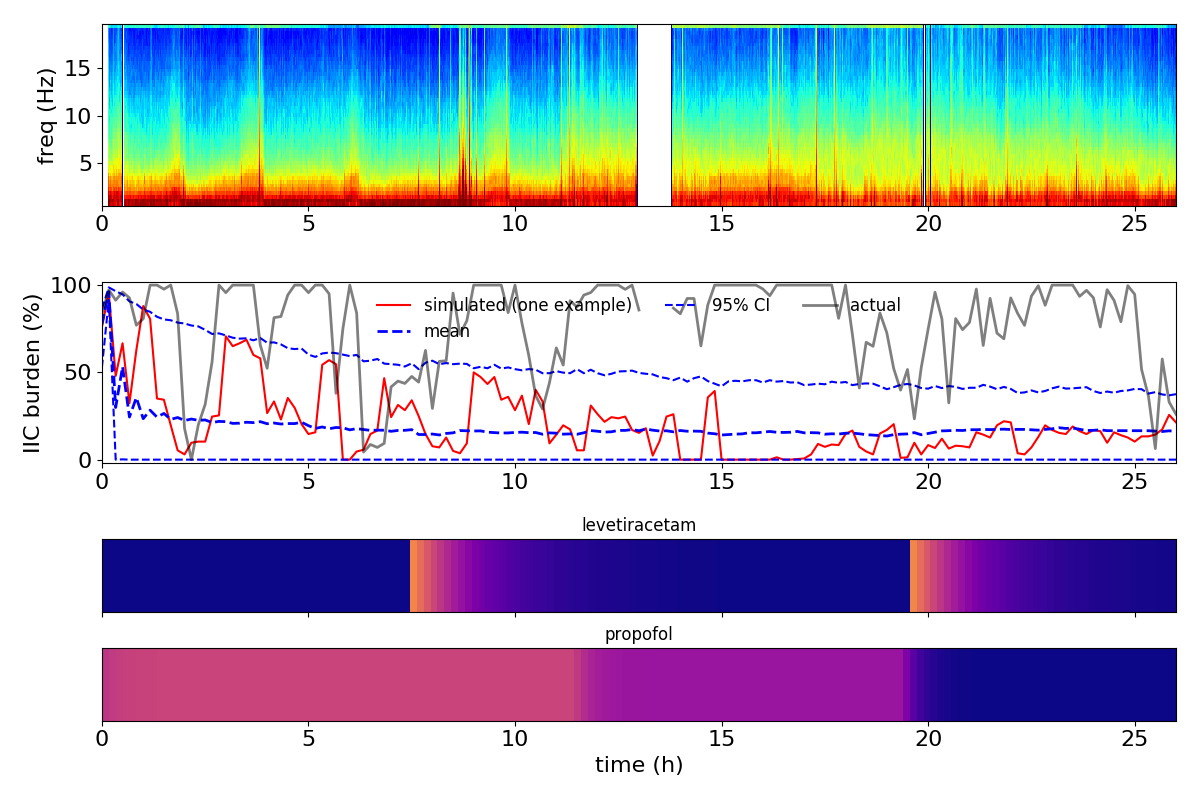 15
10
5
freq (Hz)
0 5 10 15 20 25
100
50
0
IIC burden (%)
simulated (one example) 95% CI actual
mean
0 5 10 15 20 25
levetiracetam
propofol
0 5 10 15 20 25
time (h)